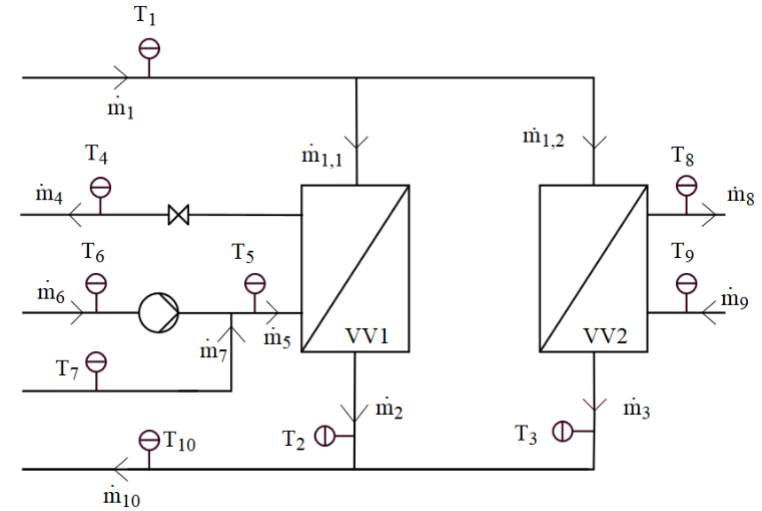 T₁
ṁ₁
ṁ₁,₁
ṁ₁,₂
T₄
T₈
ṁ₄
ṁ₈
T₆
T₅
T₉
ṁ₆
ṁ₉
ṁ₇
ṁ₅
VV1
VV2
T₇
ṁ₂
ṁ₃
T₁₀
T₂
T₃
ṁ₁₀